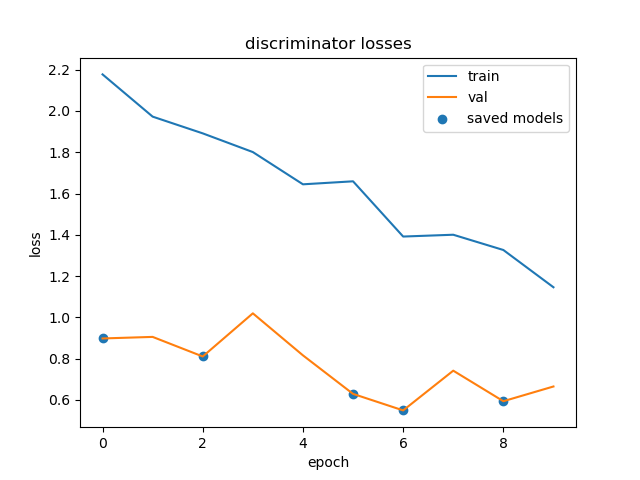 discriminator losses
train
val
saved models
2.2
2.0
1.8
1.6
1.4
1.2
1.0
0.8
0.6
loss
0 2 4 6 8
epoch